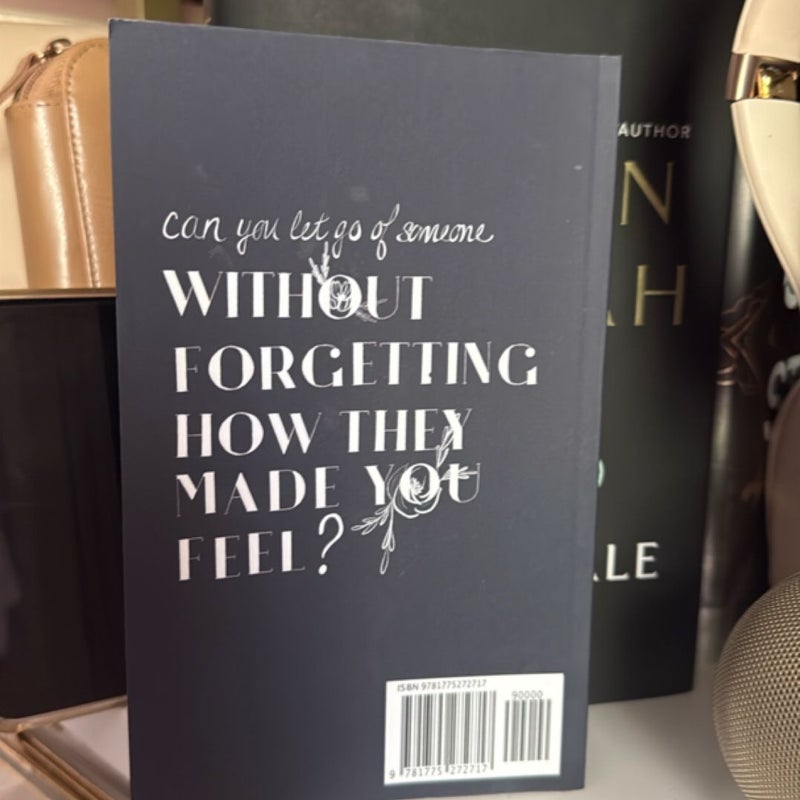 can you let go of someone
WITHOUT
FORGETTING
HOW THEY
MADE YOU
FEEL?
ISBN 9781775272717
90000
9 781775 272717
AUTHOR
N
AH
ALE